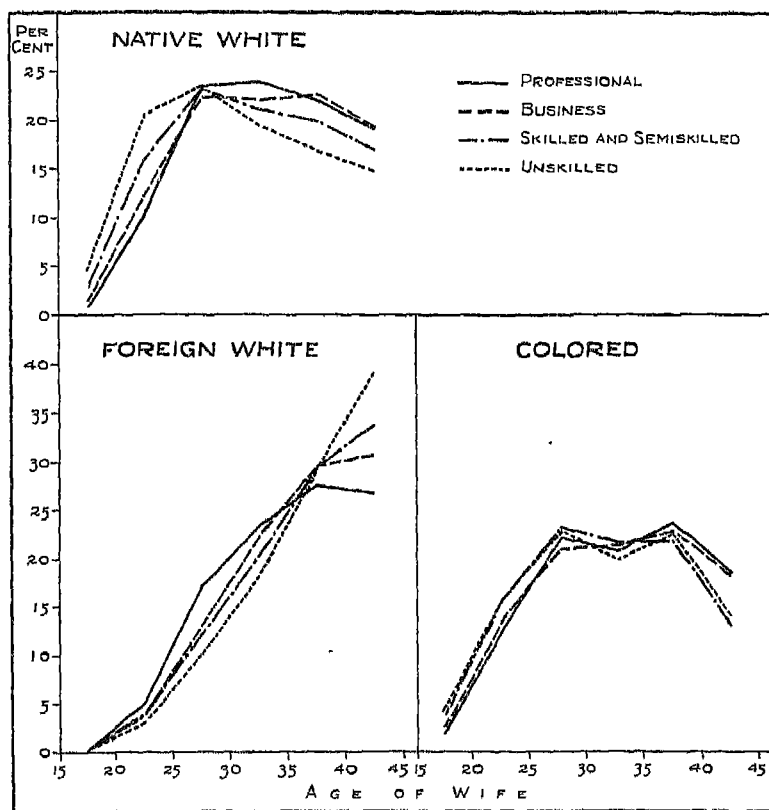 PER
CENT
NATIVE WHITE
25
20
15
10
5
0
PROFESSIONAL
BUSINESS
SKILLED AND SEMISKILLED
UNSKILLED
FOREIGN WHITE
COLORED
40
35
30
25
20
15
10
5
0
15 20 25 30 35 40 45 15 20 25 30 35 40 45
AGE OF WIFE